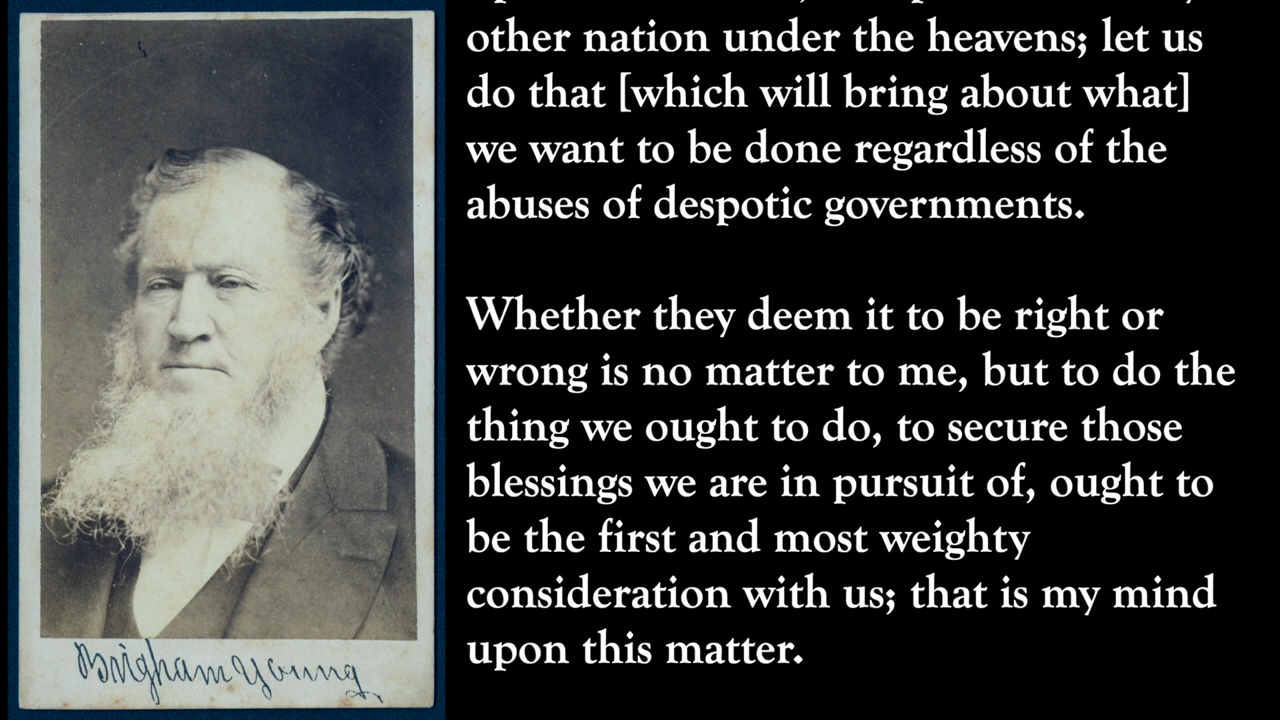 other nation under the heavens; let us
do that [which will bring about what]
we want to be done regardless of the
abuses of despotic governments.
Whether they deem it to be right or
wrong is no matter to me, but to do the
thing we ought to do, to secure those
blessings we are in pursuit of, ought to
be the first and most weighty
consideration with us; that is my mind
upon this matter.
Brigham Young